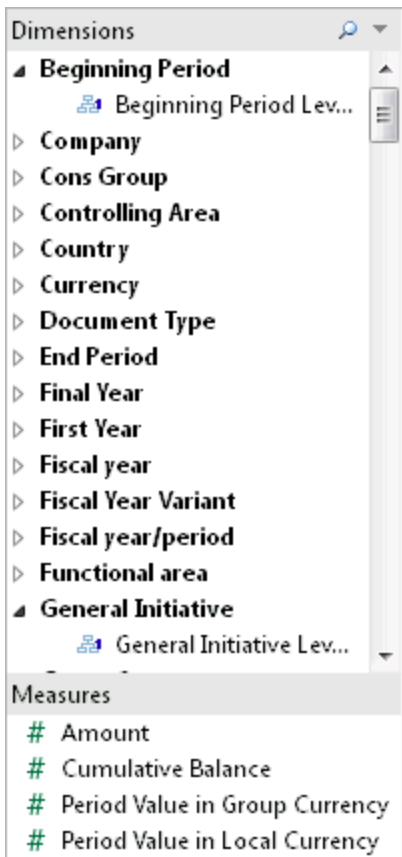 Dimensions
Beginning Period
Beginning Period Lev...
Company
Cons Group
Controlling Area
Country
Currency
Document Type
End Period
Final Year
First Year
Fiscal year
Fiscal Year Variant
Fiscal year/period
Functional area
General Initiative
General Initiative Lev...
Measures
# Amount
# Cumulative Balance
# Period Value in Group Currency
# Period Value in Local Currency